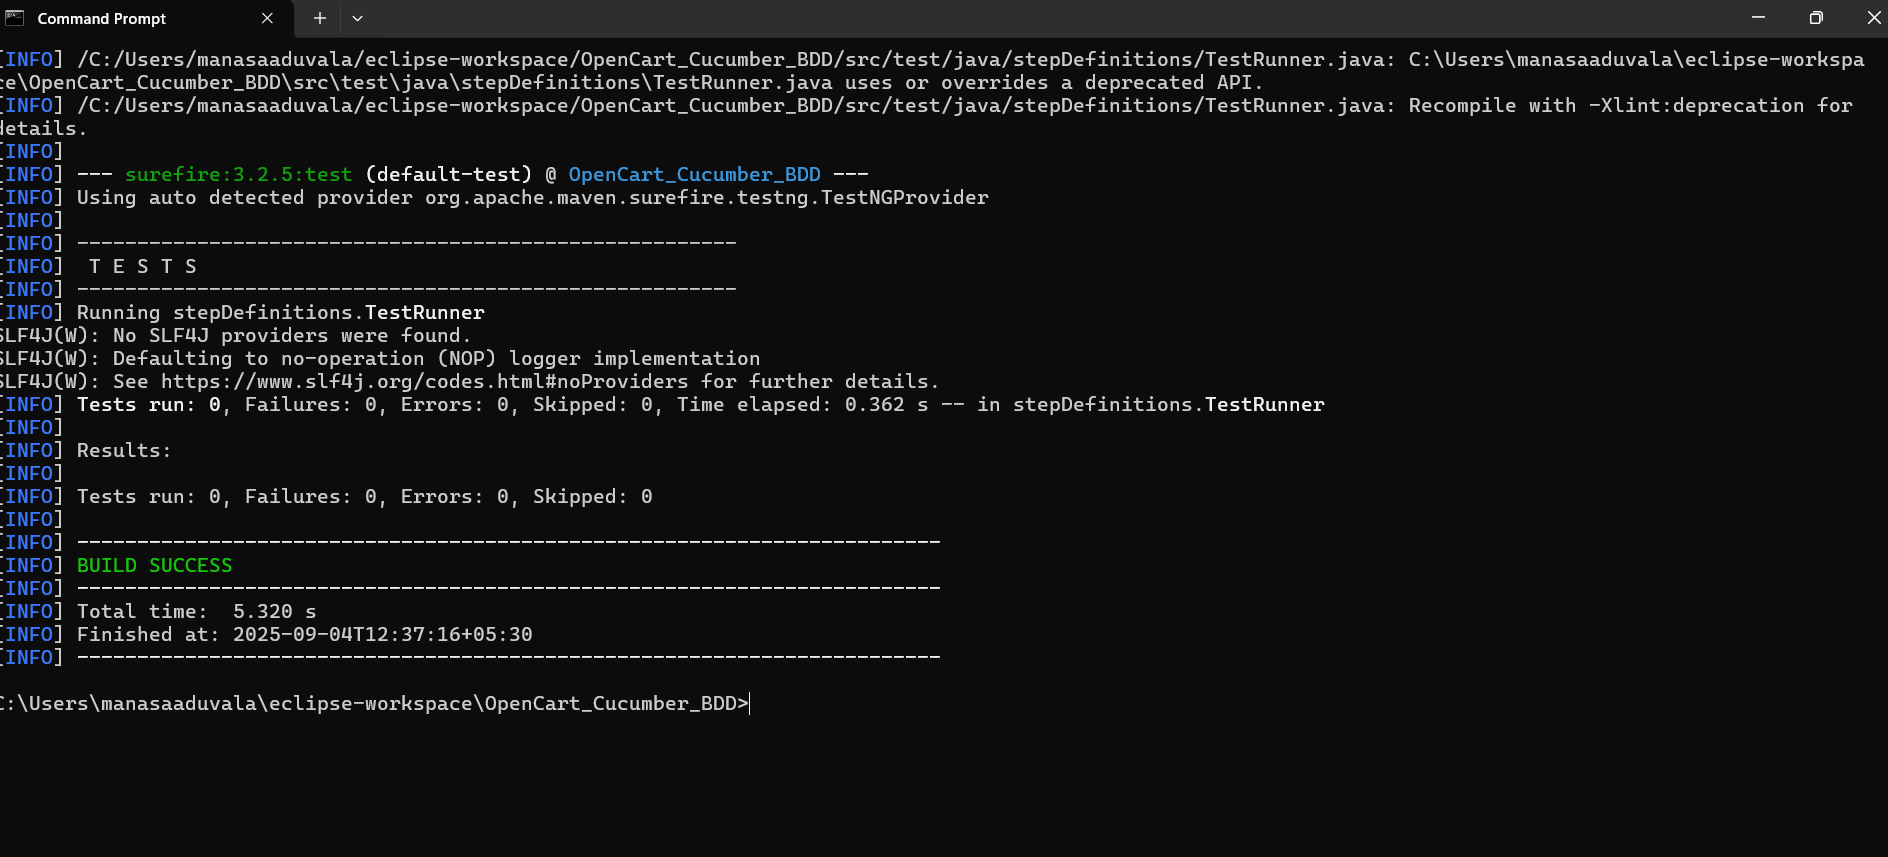 Command Prompt
[INFO] /C:/Users/manasaaduvala/eclipse-workspace/OpenCart_Cucumber_BDD/src/test/java/stepDefinitions/TestRunner.java: C:\Users\manasaaduvala\eclipse-workspa
ce\OpenCart_Cucumber_BDD\src\test\java\stepDefinitions\TestRunner.java uses or overrides a deprecated API.
[INFO] /C:/Users/manasaaduvala/eclipse-workspace/OpenCart_Cucumber_BDD/src/test/java/stepDefinitions/TestRunner.java: Recompile with -Xlint:deprecation for
details.
[INFO]
[INFO] --- surefire:3.2.5:test (default-test) @ OpenCart_Cucumber_BDD ---
[INFO] Using auto detected provider org.apache.maven.surefire.testng.TestNGProvider
[INFO]
[INFO] -------------------------------------------------------
[INFO]  T E S T S
[INFO] -------------------------------------------------------
[INFO] Running stepDefinitions.TestRunner
SLF4J(W): No SLF4J providers were found.
SLF4J(W): Defaulting to no-operation (NOP) logger implementation
SLF4J(W): See https://www.slf4j.org/codes.html#noProviders for further details.
[INFO] Tests run: 0, Failures: 0, Errors: 0, Skipped: 0, Time elapsed: 0.362 s -- in stepDefinitions.TestRunner
[INFO]
[INFO] Results:
[INFO]
[INFO] Tests run: 0, Failures: 0, Errors: 0, Skipped: 0
[INFO]
[INFO] ------------------------------------------------------------------------
[INFO] BUILD SUCCESS
[INFO] ------------------------------------------------------------------------
[INFO] Total time:  5.320 s
[INFO] Finished at: 2025-09-04T12:37:16+05:30
[INFO] ------------------------------------------------------------------------
C:\Users\manasaaduvala\eclipse-workspace\OpenCart_Cucumber_BDD>